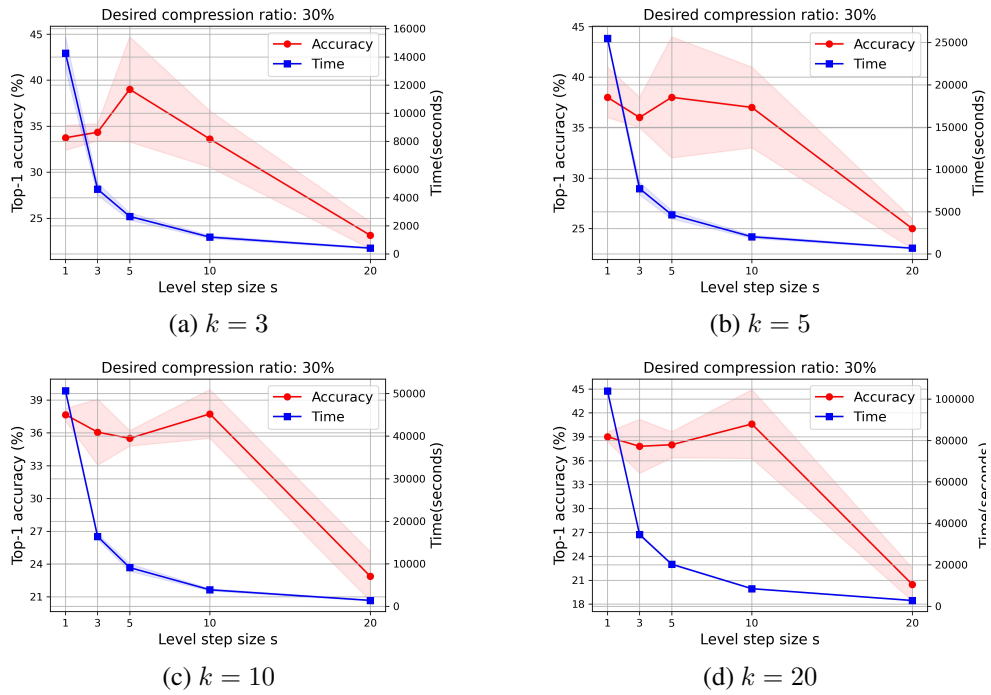 Desired compression ratio: 30%
45
40
35
30
25
Top-1 accuracy (%)
Accuracy
Time
16000
14000
12000
10000
8000
6000
4000
2000
0
Time(seconds)
1 3 5 10 20
Level step size s
(a) k = 3
Desired compression ratio: 30%
45
40
35
30
25
Top-1 accuracy (%)
Accuracy
Time
25000
20000
15000
10000
5000
0
Time(seconds)
1 3 5 10 20
Level step size s
(b) k = 5
Desired compression ratio: 30%
39
36
33
30
27
24
21
Top-1 accuracy (%)
Accuracy
Time
50000
40000
30000
20000
10000
0
Time(seconds)
1 3 5 10 20
Level step size s
(c) k = 10
Desired compression ratio: 30%
45
42
39
36
33
30
27
24
21
18
Top-1 accuracy (%)
Accuracy
Time
100000
80000
60000
40000
20000
0
Time(seconds)
1 3 5 10 20
Level step size s
(d) k = 20